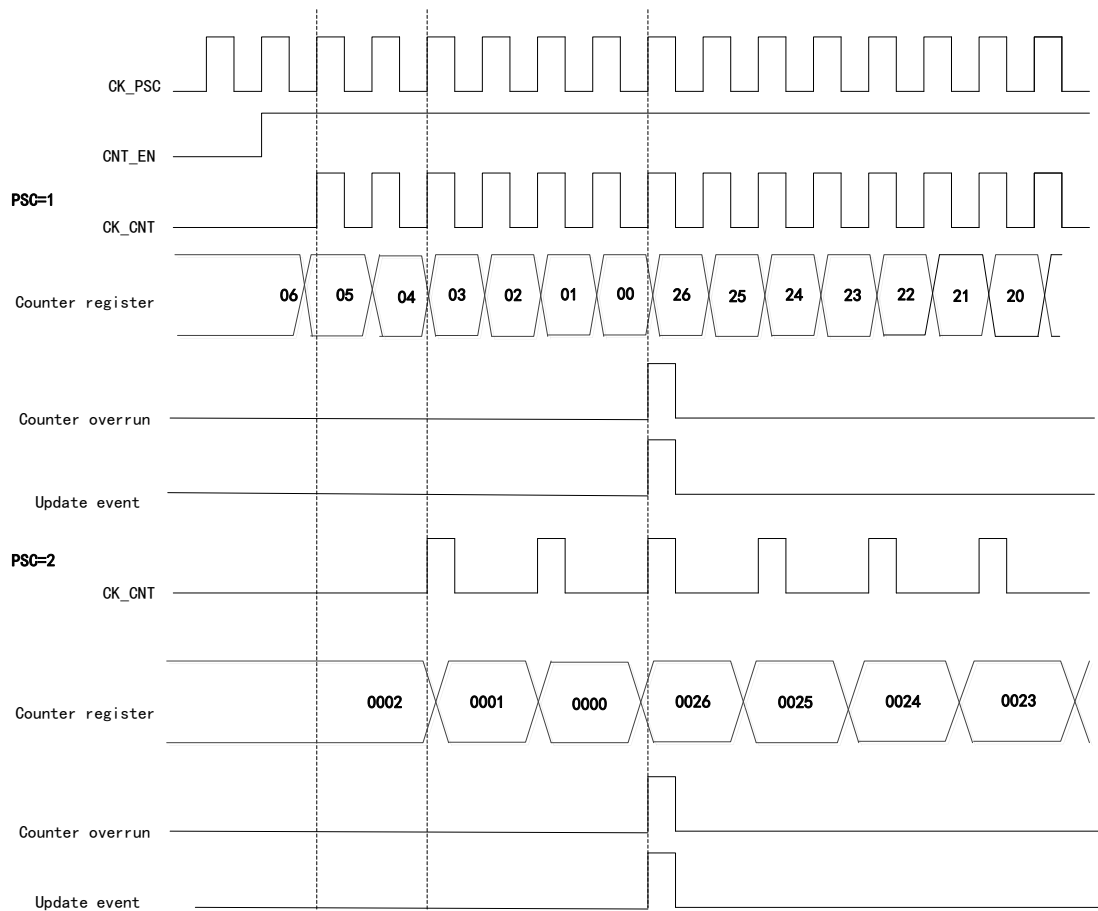 CK_PSC
CNT_EN
PSC=1
CK_CNT
Counter register 06 05 04 03 02 01 00 26 25 24 23 22 21 20
Counter overrun
Update event
PSC=2
CK_CNT
Counter register 0002 0001 0000 0026 0025 0024 0023
Counter overrun
Update event